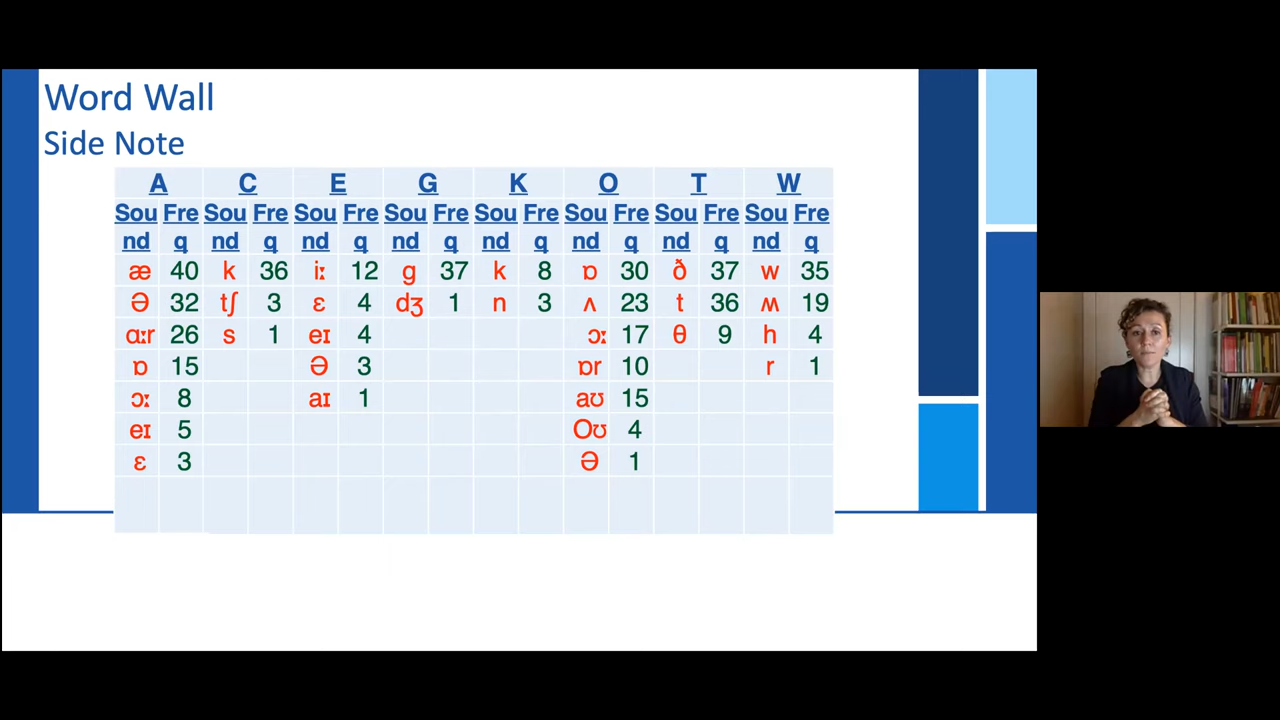 Word Wall
Side Note
A C E G K O T W
Sou Fre Sou Fre Sou Fre Sou Fre Sou Fre Sou Fre Sou Fre Sou Fre
nd q nd q nd q nd q nd q nd q nd q nd q
æ 40 k 36 iː 12 g 37 k 8 ɒ 30 ð 37 w 35
Ə 32 tʃ 3 ɛ 4 dʒ 1 n 3 ʌ 23 t 36 ʍ 19
ɑːr 26 s 1 eɪ 4 ɔː 17 θ 9 h 4
ɒ 15 Ə 3 ɒr 10 r 1
ɔː 8 aɪ 1 aʊ 15
eɪ 5 Oʊ 4
ɛ 3 Ə 1